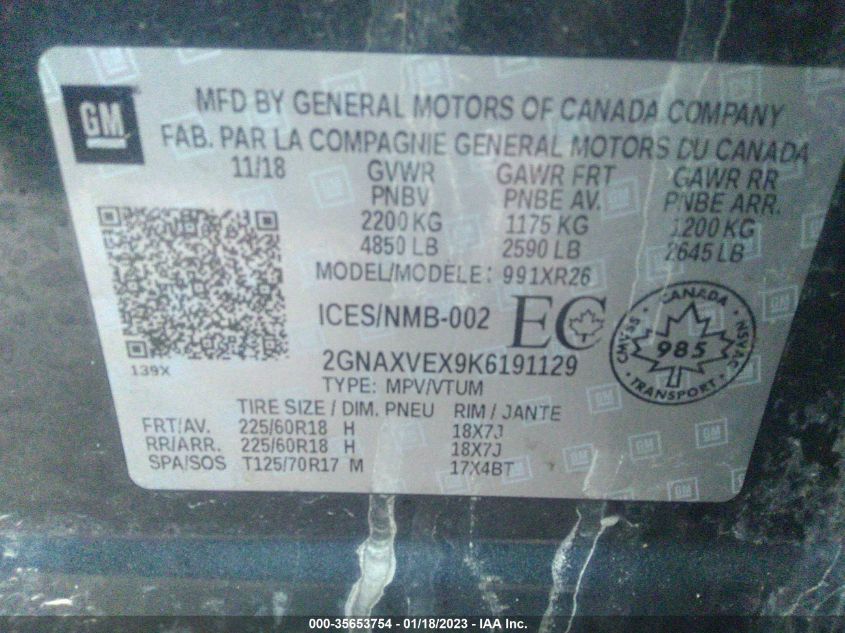 GM
MFD BY GENERAL MOTORS OF CANADA COMPANY
FAB. PAR LA COMPAGNIE GENERAL MOTORS DU CANADA
11/18 GVWR GAWR FRT GAWR RR
PNBV PNBE AV. PNBE ARR.
2200 KG 1175 KG 1200 KG
4850 LB 2590 LB 2645 LB
MODEL/MODÈLE: 991XR26
ICES/NMB-002 EC
CANADA
CMVSS 985 NSVAC
TRANSPORT
139X
2GNAXVEX9K6191129
TYPE: MPV/VTUM
TIRE SIZE / DIM. PNEU RIM / JANTE
FRT/AV. 225/60R18 H 18X7J
RR/ARR. 225/60R18 H 18X7J
SPA/SOS T125/70R17 M 17X4BT
000-35653754 - 01/18/2023 - IAA Inc.